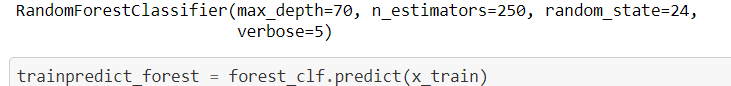 RandomForestClassifier(max_depth=70, n_estimators=250, random_state=24,
verbose=5)
trainpredict_forest = forest_clf.predict(x_train)